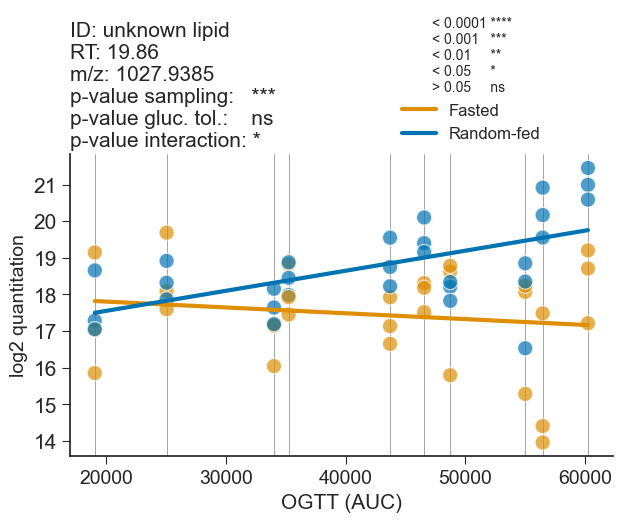 ID: unknown lipid
RT: 19.86
m/z: 1027.9385
p-value sampling: ***
p-value gluc. tol.: ns
p-value interaction: *
< 0.0001 ****
< 0.001 ***
< 0.01 **
< 0.05 *
> 0.05 ns
Fasted
Random-fed
log2 quantitation
21
20
19
18
17
16
15
14
20000 30000 40000 50000 60000
OGTT (AUC)